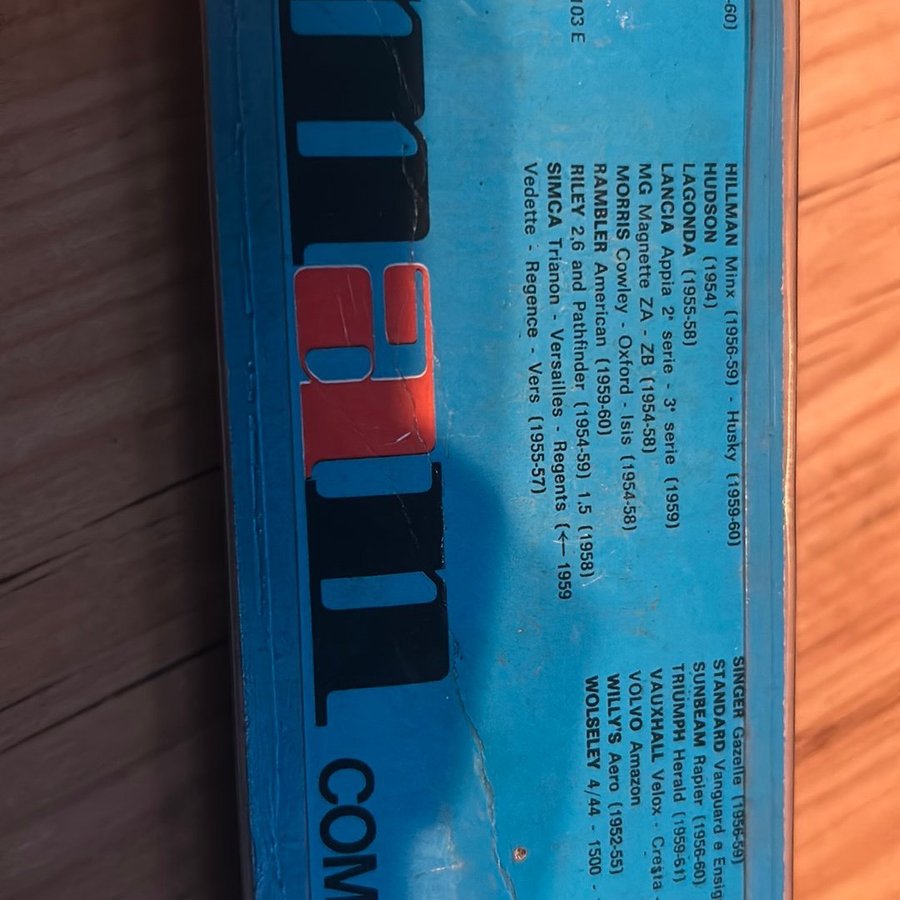 -60)
103 E
HILLMAN Minx (1956-59) - Husky (1959-60)
HUDSON (1954)
LAGONDA (1955-58)
LANCIA Appia 2ª serie - 3ª serie (1959)
MG Magnette ZA - ZB (1954-58)
MORRIS Cowley - Oxford - Isis (1954-58)
RAMBLER American (1959-60)
RILEY 2,6 and Pathfinder (1954-59) 1,5 (1958)
SIMCA Trianon - Versailles - Regents (← 1959
Vedette - Regence - Vers (1955-57)
SINGER Gazelle (1956-59)
STANDARD Vanguard e Ensig
SUNBEAM Rapier (1956-60)
TRIUMPH Herald (1959-61)
VAUXHALL Velox - Cresta -
VOLVO Amazon
WILLY'S Aero (1952-55)
WOLSELEY 4/44 - 1500 -
man COM